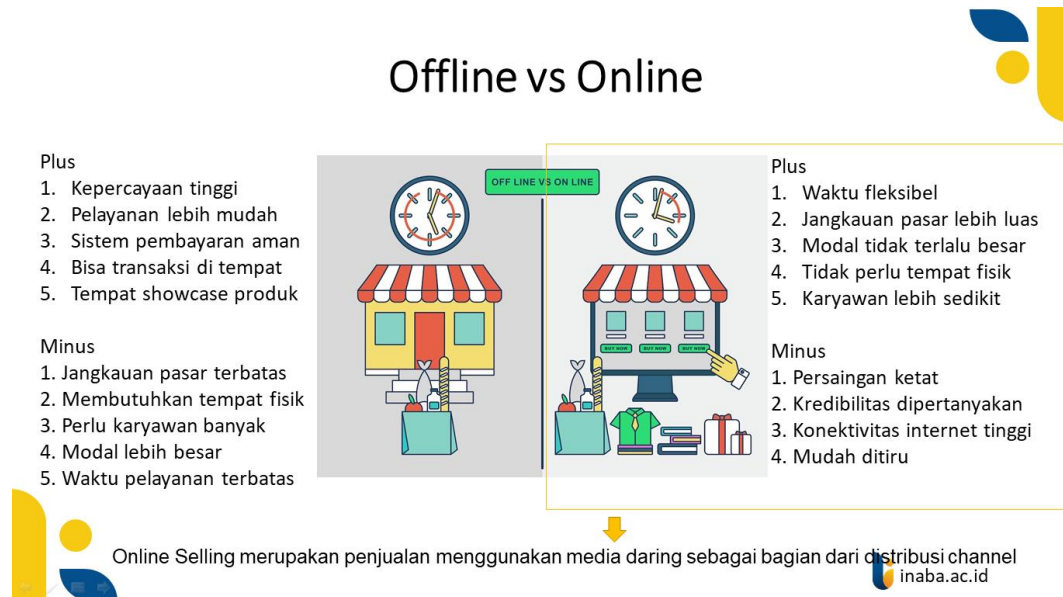 Offline vs Online
Plus
1. Kepercayaan tinggi
2. Pelayanan lebih mudah
3. Sistem pembayaran aman
4. Bisa transaksi di tempat
5. Tempat showcase produk
Minus
1. Jangkauan pasar terbatas
2. Membutuhkan tempat fisik
3. Perlu karyawan banyak
4. Modal lebih besar
5. Waktu pelayanan terbatas
OFF LINE VS ON LINE
BUY NOW BUY NOW BUY NOW
Plus
1. Waktu fleksibel
2. Jangkauan pasar lebih luas
3. Modal tidak terlalu besar
4. Tidak perlu tempat fisik
5. Karyawan lebih sedikit
Minus
1. Persaingan ketat
2. Kredibilitas dipertanyakan
3. Konektivitas internet tinggi
4. Mudah ditiru
Online Selling merupakan penjualan menggunakan media daring sebagai bagian dari distribusi channel
inaba.ac.id